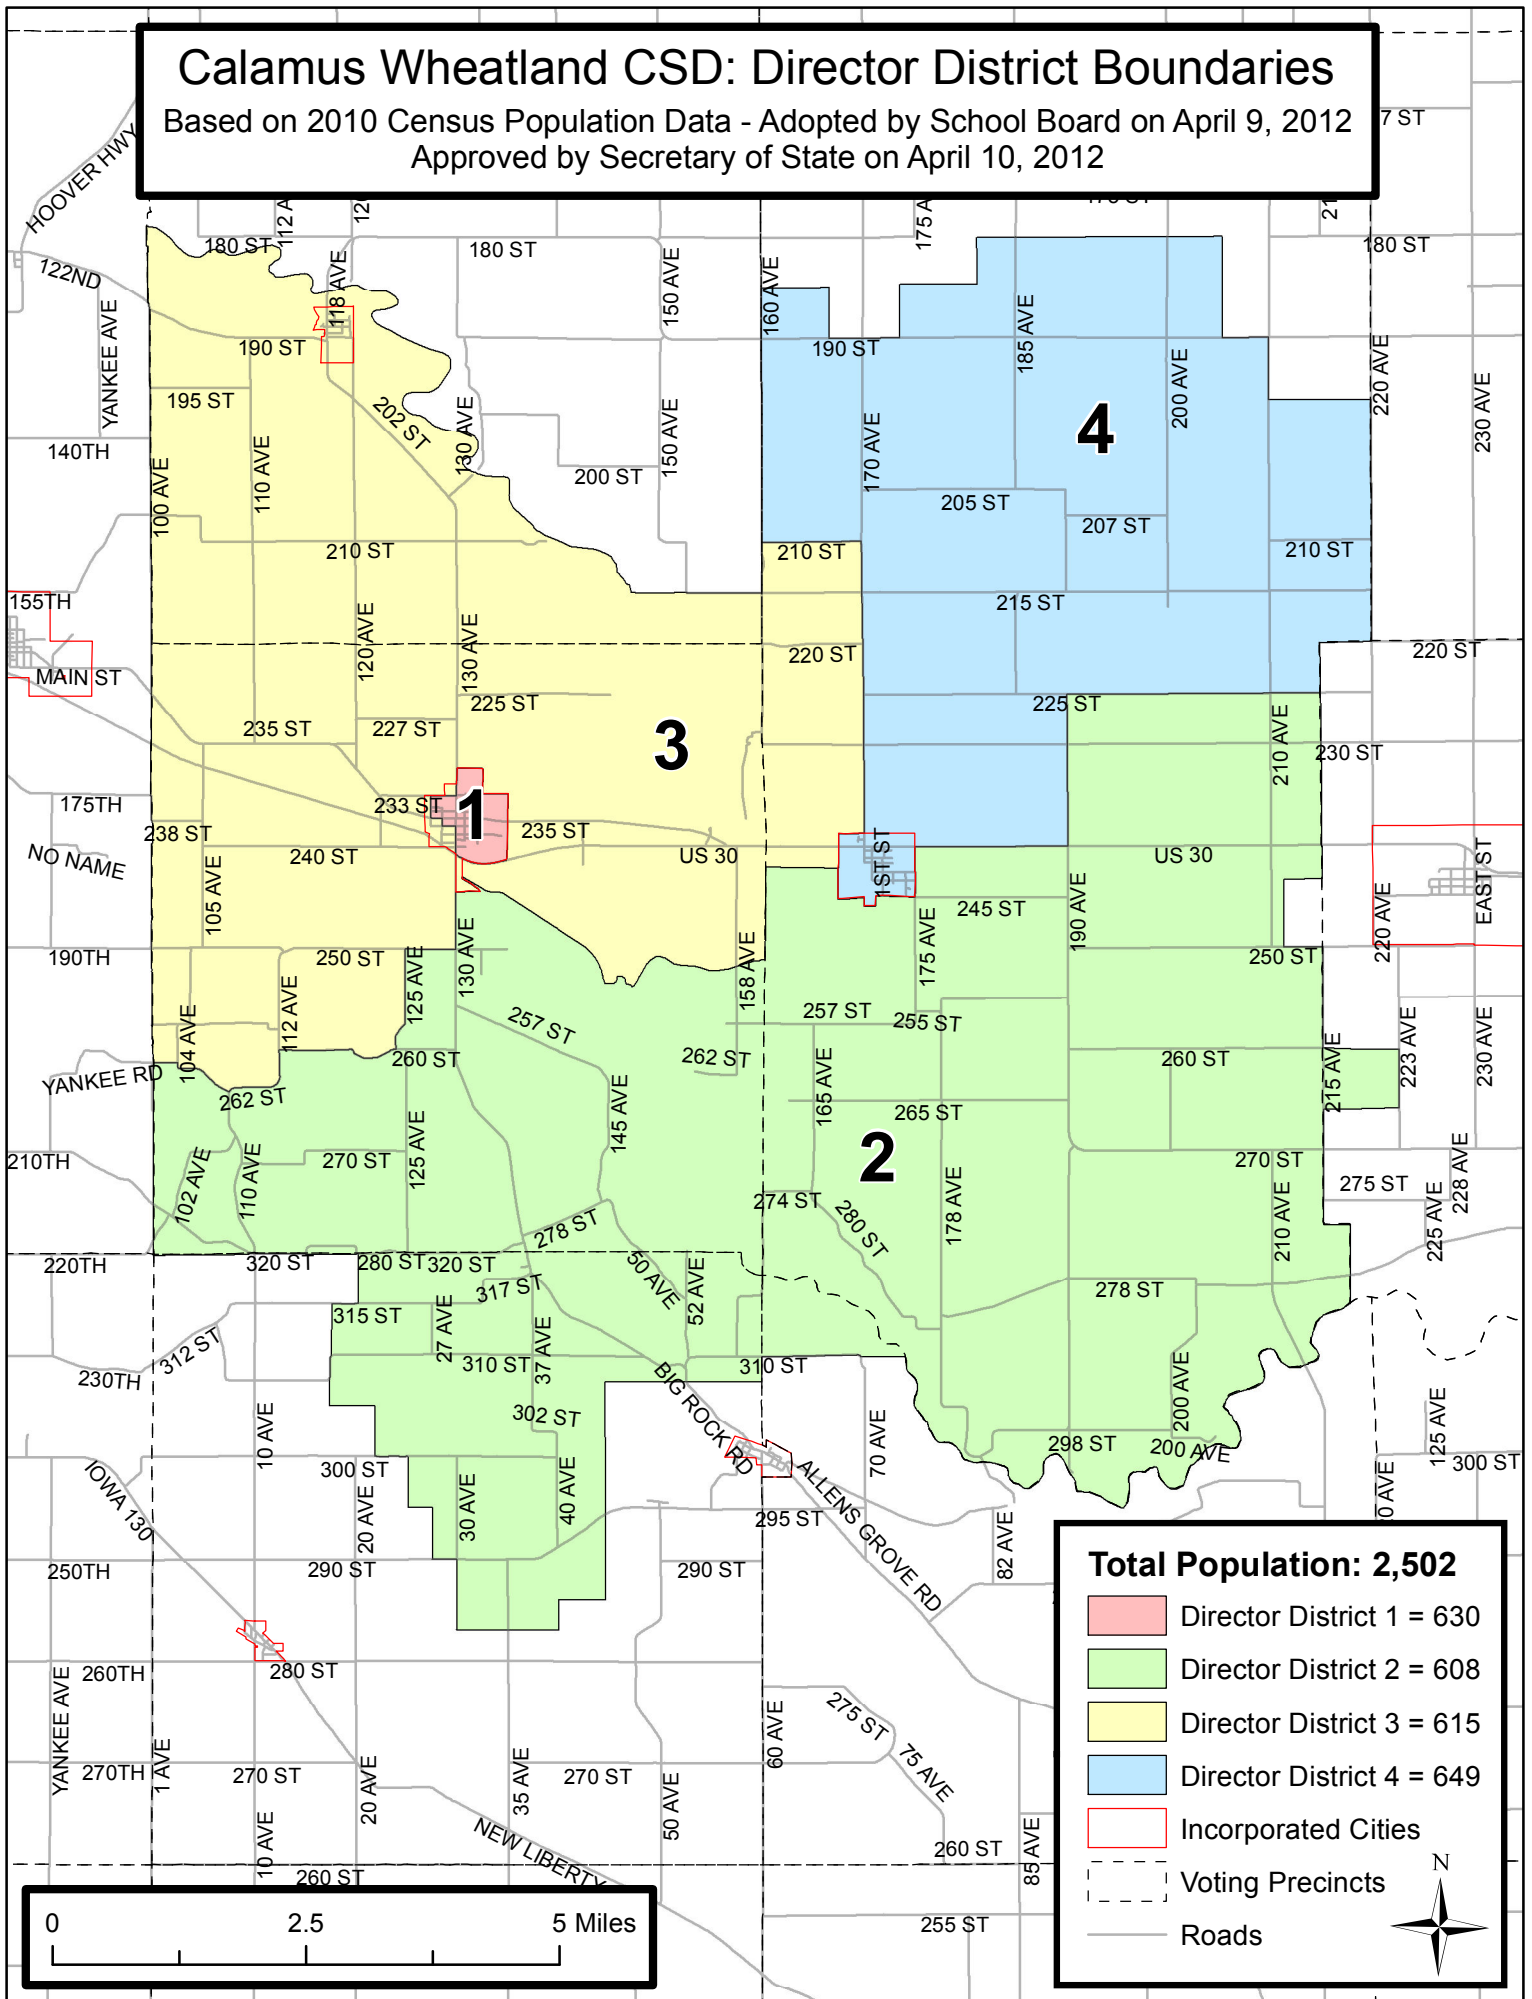 Calamus Wheatland CSD: Director District Boundaries
Based on 2010 Census Population Data - Adopted by School Board on April 9, 2012
Approved by Secretary of State on April 10, 2012
7 ST
HOOVER HWY
112 A
175 A
180 ST
180 ST
180 ST
122ND
118 AVE
150 AVE
160 AVE
YANKEE AVE
190 ST
190 ST
185 AVE
200 AVE
220 AVE
230 AVE
195 ST
202 ST
130 AVE
150 AVE
170 AVE
4
140TH
100 AVE
110 AVE
200 ST
205 ST
207 ST
210 ST
210 ST
210 ST
155TH
215 ST
120 AVE
130 AVE
220 ST
220 ST
MAIN ST
225 ST
225 ST
235 ST
227 ST
3
210 AVE
230 ST
175TH
233 ST
1
235 ST
238 ST
NO NAME
240 ST
US 30
1ST ST
US 30
EAST ST
105 AVE
245 ST
190 AVE
220 AVE
190TH
250 ST
125 AVE
130 AVE
158 AVE
175 AVE
250 ST
104 AVE
112 AVE
257 ST
257 ST
255 ST
YANKEE RD
260 ST
262 ST
260 ST
215 AVE
223 AVE
230 AVE
262 ST
145 AVE
165 AVE
265 ST
210TH
102 AVE
110 AVE
270 ST
125 AVE
2
270 ST
275 ST
228 AVE
274 ST
280 ST
178 AVE
210 AVE
225 AVE
278 ST
220TH
320 ST
280 ST
320 ST
50 AVE
52 AVE
317 ST
278 ST
315 ST
27 AVE
37 AVE
312 ST
230TH
310 ST
310 ST
BIG ROCK RD
200 AVE
302 ST
10 AVE
70 AVE
298 ST
200 AVE
125 AVE
300 ST
300 ST
IOWA 130
20 AVE
30 AVE
40 AVE
ALLENS GROVE RD
295 ST
82 AVE
250TH
290 ST
290 ST
260TH
280 ST
YANKEE AVE
1 AVE
60 AVE
275 ST
75 AVE
270TH
270 ST
20 AVE
35 AVE
270 ST
50 AVE
10 AVE
NEW LIBERTY
260 ST
85 AVE
260 ST
255 ST
Total Population: 2,502
Director District 1 = 630
Director District 2 = 608
Director District 3 = 615
Director District 4 = 649
Incorporated Cities
Voting Precincts
Roads
N
0 2.5 5 Miles